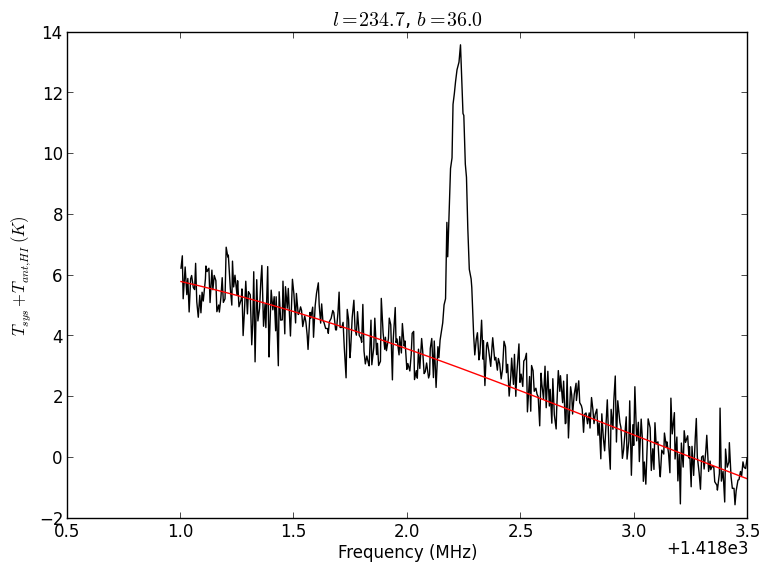 l = 234.7, b = 36.0
T_sys + T_ant,HI (K)
14
12
10
8
6
4
2
0
−2
0.5 1.0 1.5 2.0 2.5 3.0 3.5
Frequency (MHz)
+1.418e3